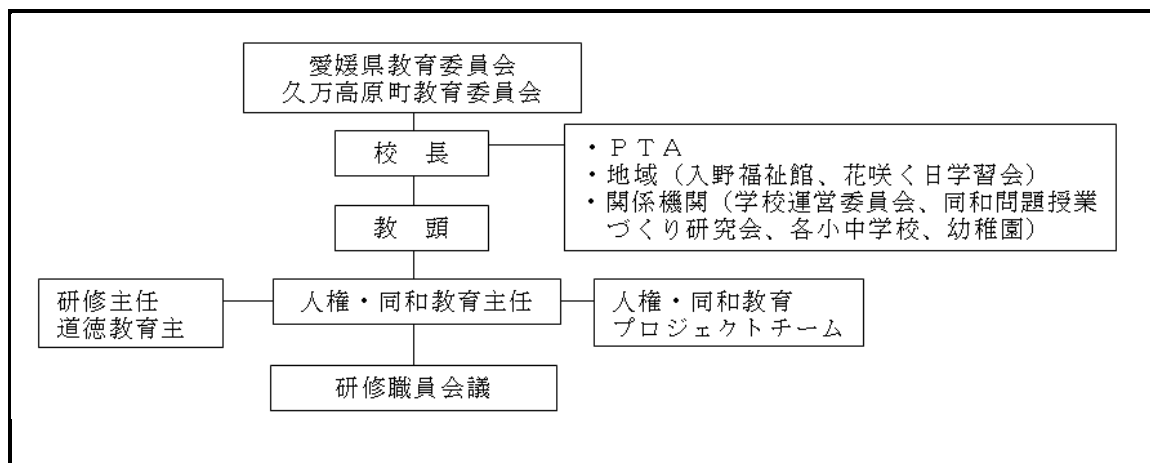 愛媛県教育委員会
久万高原町教育委員会
校　長
・ＰＴＡ
・地域（入野福祉館、花咲く日学習会）
・関係機関（学校運営委員会、同和問題授業
づくり研究会、各小中学校、幼稚園）
教　頭
研修主任
道徳教育主
人権・同和教育主任
人権・同和教育
プロジェクトチーム
研修職員会議